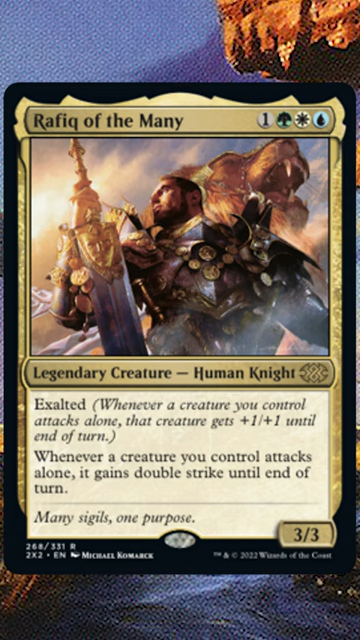 Rafiq of the Many 1
Legendary Creature — Human Knight
Exalted (Whenever a creature you control
attacks alone, that creature gets +1/+1 until
end of turn.)
Whenever a creature you control attacks
alone, it gains double strike until end of
turn.
Many sigils, one purpose.
3/3
268/331 R
2X2 • EN Michael Komarck
™ & © 2022 Wizards of the Coast